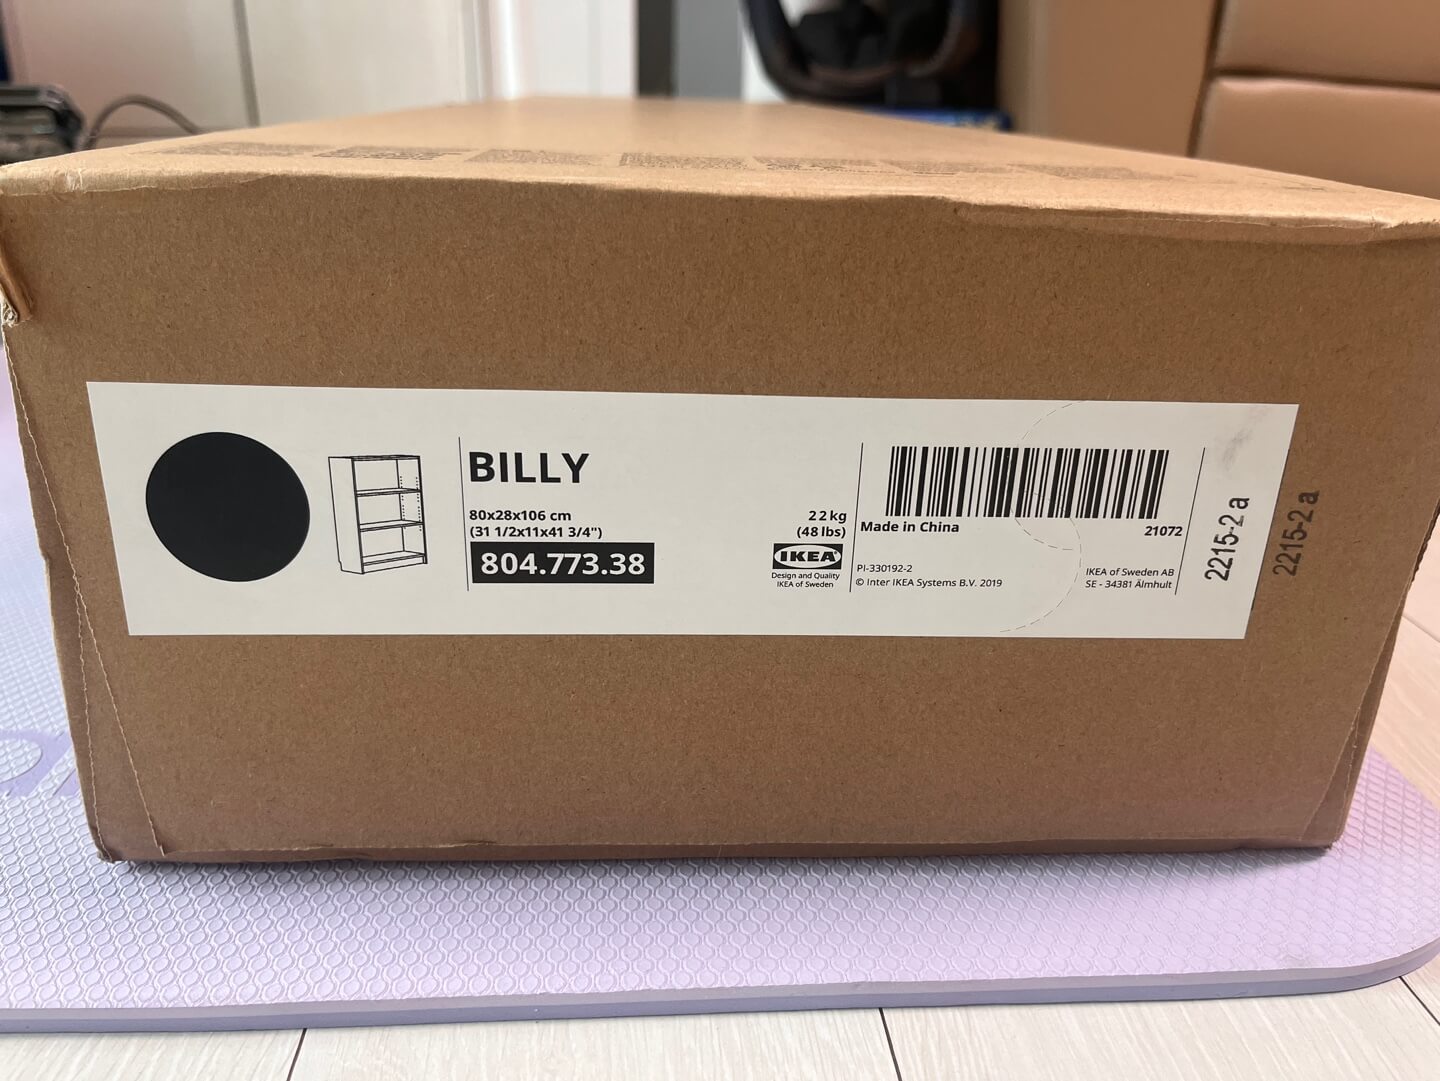 BILLY
80x28x106 cm
(31 1/2x11x41 3/4")
804.773.38
22 kg
(48 lbs)
IKEA
Design and Quality
IKEA of Sweden
Made in China
21072
PI-330192-2
© Inter IKEA Systems B.V. 2019
IKEA of Sweden AB
SE - 34381 Älmhult
2215-2 a
2215-2 a